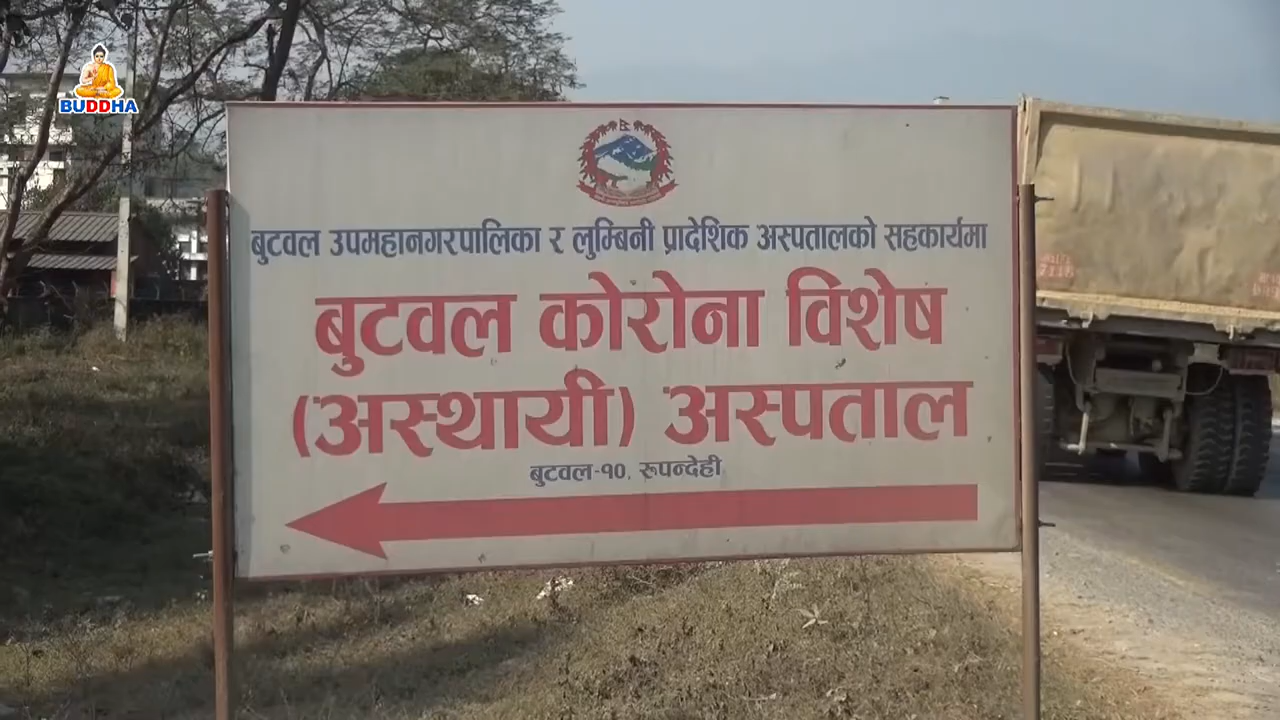 BUDDHA
बुटवल उपमहानगरपालिका र लुम्बिनी प्रादेशिक अस्पतालको सहकार्यमा
बुटवल कोरोना विशेष
(अस्थायी) अस्पताल
बुटवल-१०, रूपन्देही